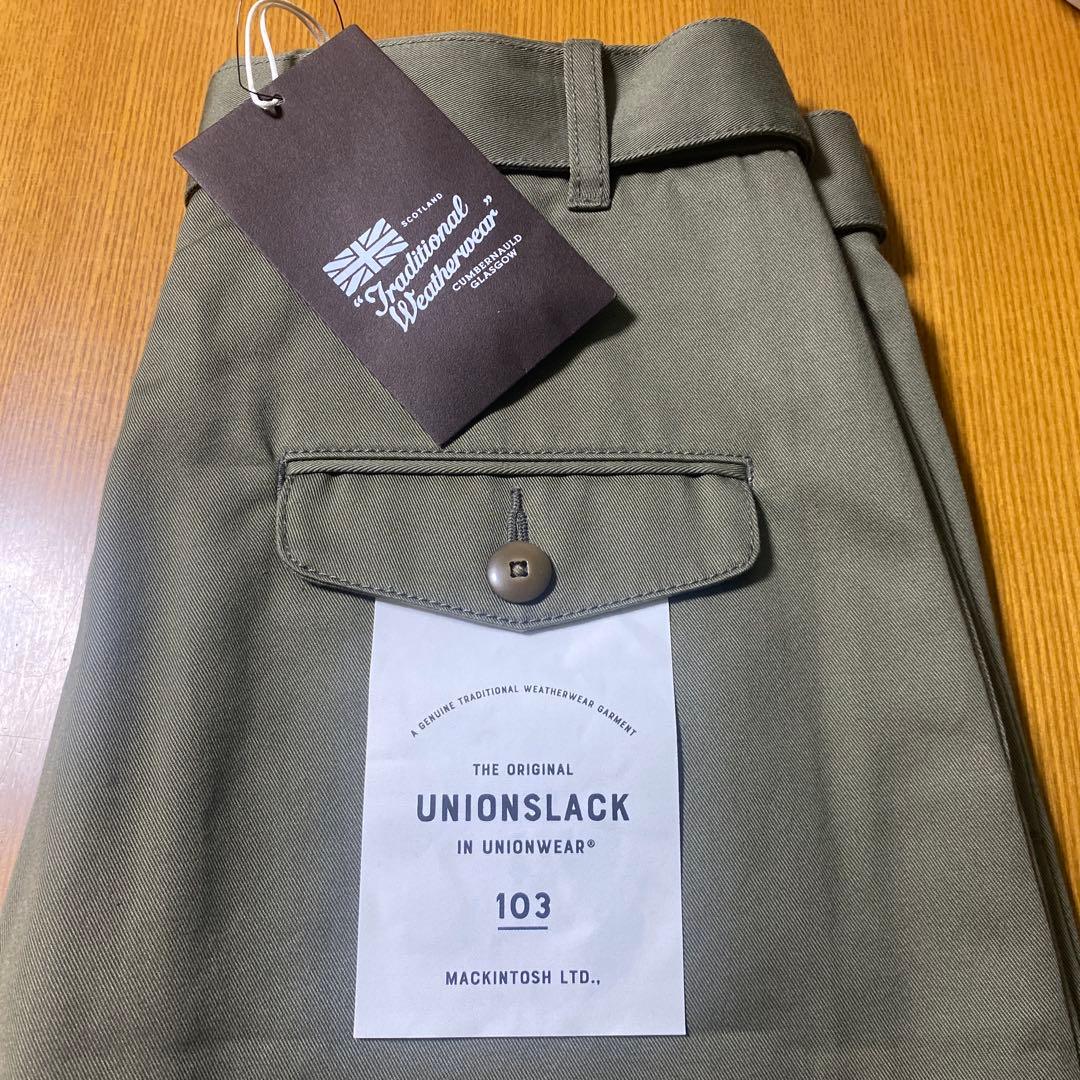 SCOTLAND
"Traditional
Weatherwear"
CUMBERNAULD
GLASGOW
A GENUINE TRADITIONAL WEATHERWEAR GARMENT
THE ORIGINAL
UNIONSLACK
IN UNIONWEAR®
103
MACKINTOSH LTD.,